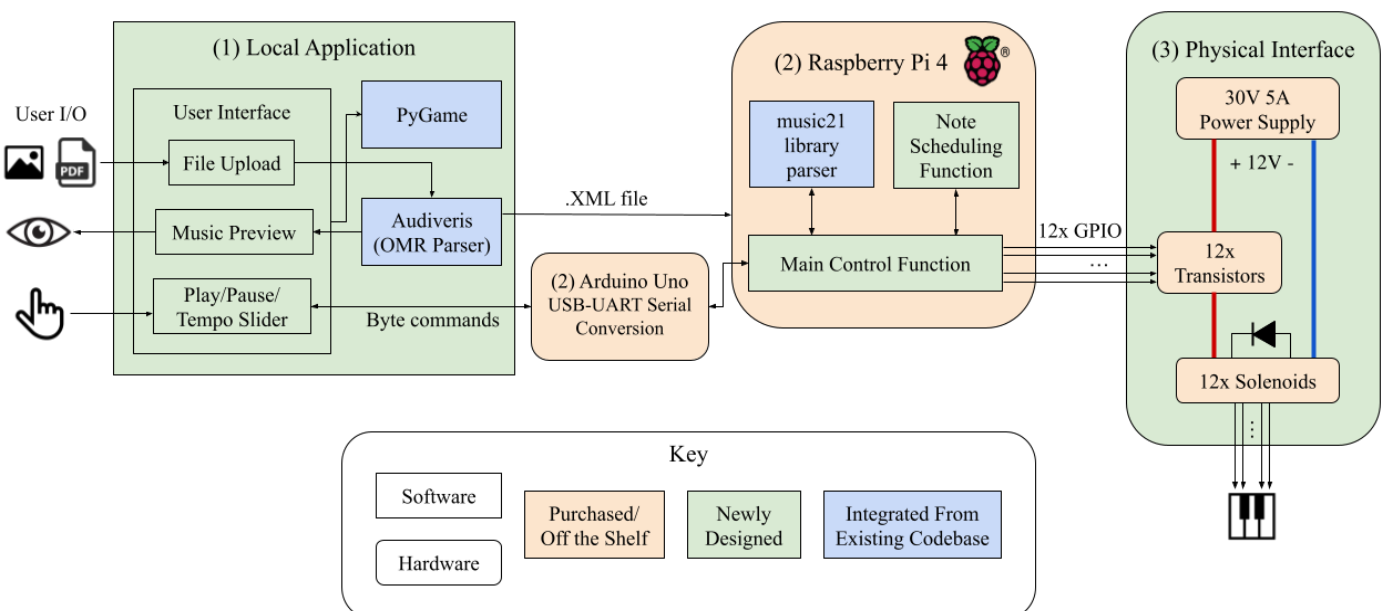 (1) Local Application
User I/O
User Interface
PyGame
PDF
File Upload
Music Preview
Audiveris
(OMR Parser)
Play/Pause/
Tempo Slider
Byte commands
.XML file
(2) Arduino Uno
USB-UART Serial
Conversion
(2) Raspberry Pi 4
®
music21
library
parser
Note
Scheduling
Function
Main Control Function
12x GPIO
...
(3) Physical Interface
30V 5A
Power Supply
+ 12V -
12x
Transistors
12x Solenoids
...
Key
Software
Hardware
Purchased/
Off the Shelf
Newly
Designed
Integrated From
Existing Codebase